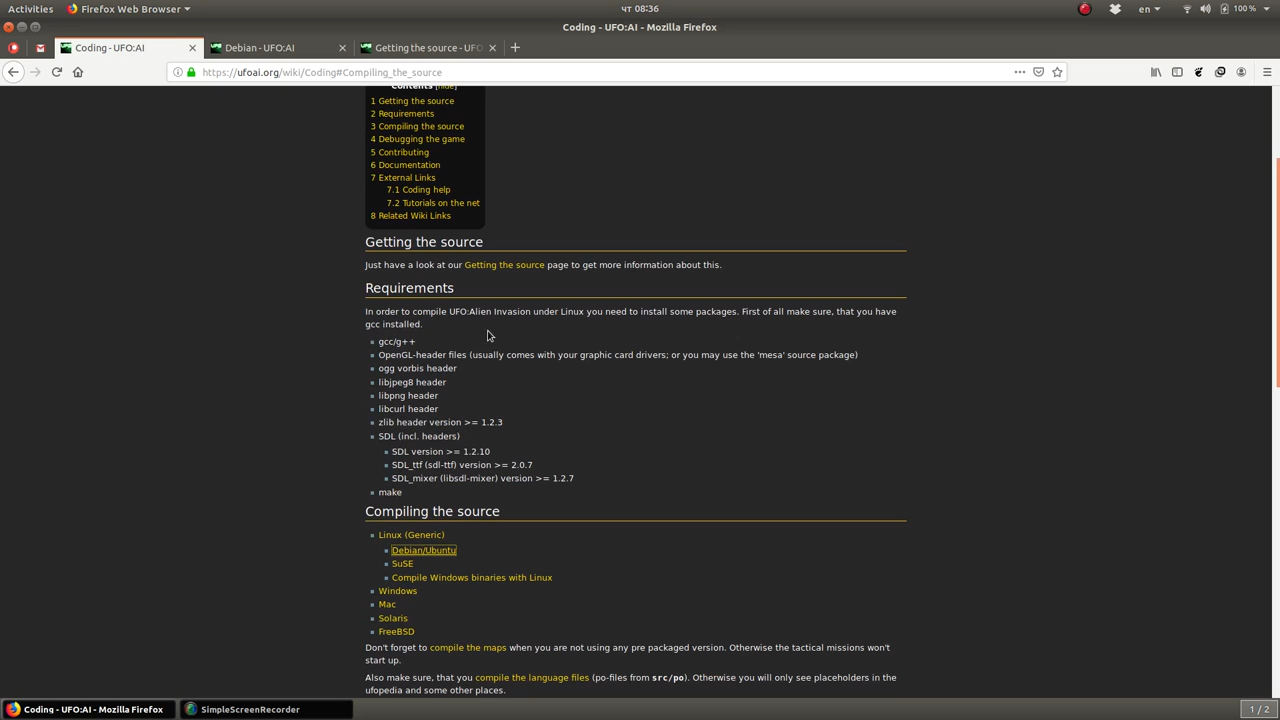 Activities Firefox Web Browser чт 08:36 en 100 %
Coding - UFO:AI - Mozilla Firefox
Coding - UFO:AI Debian - UFO:AI Getting the source - UFO
https://ufoai.org/wiki/Coding#Compiling_the_source
Contents [hide]
1 Getting the source
2 Requirements
3 Compiling the source
4 Debugging the game
5 Contributing
6 Documentation
7 External Links
7.1 Coding help
7.2 Tutorials on the net
8 Related Wiki Links
Getting the source
Just have a look at our Getting the source page to get more information about this.
Requirements
In order to compile UFO:Alien Invasion under Linux you need to install some packages. First of all make sure, that you have
gcc installed.
gcc/g++
OpenGL-header files (usually comes with your graphic card drivers; or you may use the 'mesa' source package)
ogg vorbis header
libjpeg8 header
libpng header
libcurl header
zlib header version >= 1.2.3
SDL (incl. headers)
SDL version >= 1.2.10
SDL_ttf (sdl-ttf) version >= 2.0.7
SDL_mixer (libsdl-mixer) version >= 1.2.7
make
Compiling the source
Linux (Generic)
Debian/Ubuntu
SuSE
Compile Windows binaries with Linux
Windows
Mac
Solaris
FreeBSD
Don't forget to compile the maps when you are not using any pre packaged version. Otherwise the tactical missions won't
start up.
Also make sure, that you compile the language files (po-files from src/po). Otherwise you will only see placeholders in the
ufopedia and some other places.
Coding - UFO:AI - Mozilla Firefox SimpleScreenRecorder 1 / 2